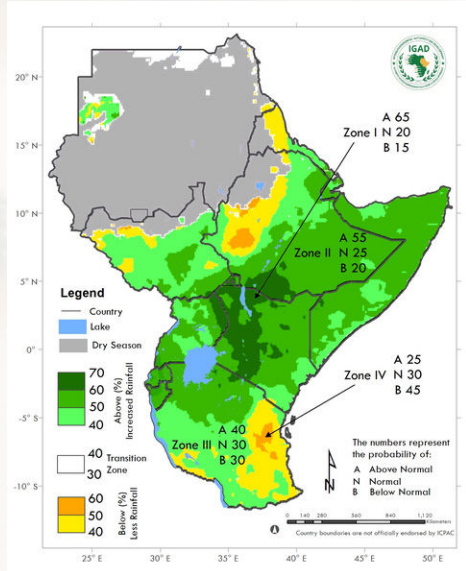 IGAD
20° N
15° N
10° N
5° N
0°
-5° S
-10° S
25° E
30° E
35° E
40° E
45° E
50° E
A 65
Zone I N 20
B 15
A 55
Zone II N 25
B 20
A 25
Zone IV N 30
B 45
A 40
Zone III N 30
B 30
Legend
Country
Lake
Dry Season
70
60
50
40
Above (%)
Increased Rainfall
40
30
Transition
Zone
60
50
40
Below (%)
Less Rainfall
The numbers represent
the probability of:
A Above Normal
N Normal
B Below Normal
N
0 140 280 560 840 1,120
Kilometers
Country boundaries are not officially endorsed by ICPAC